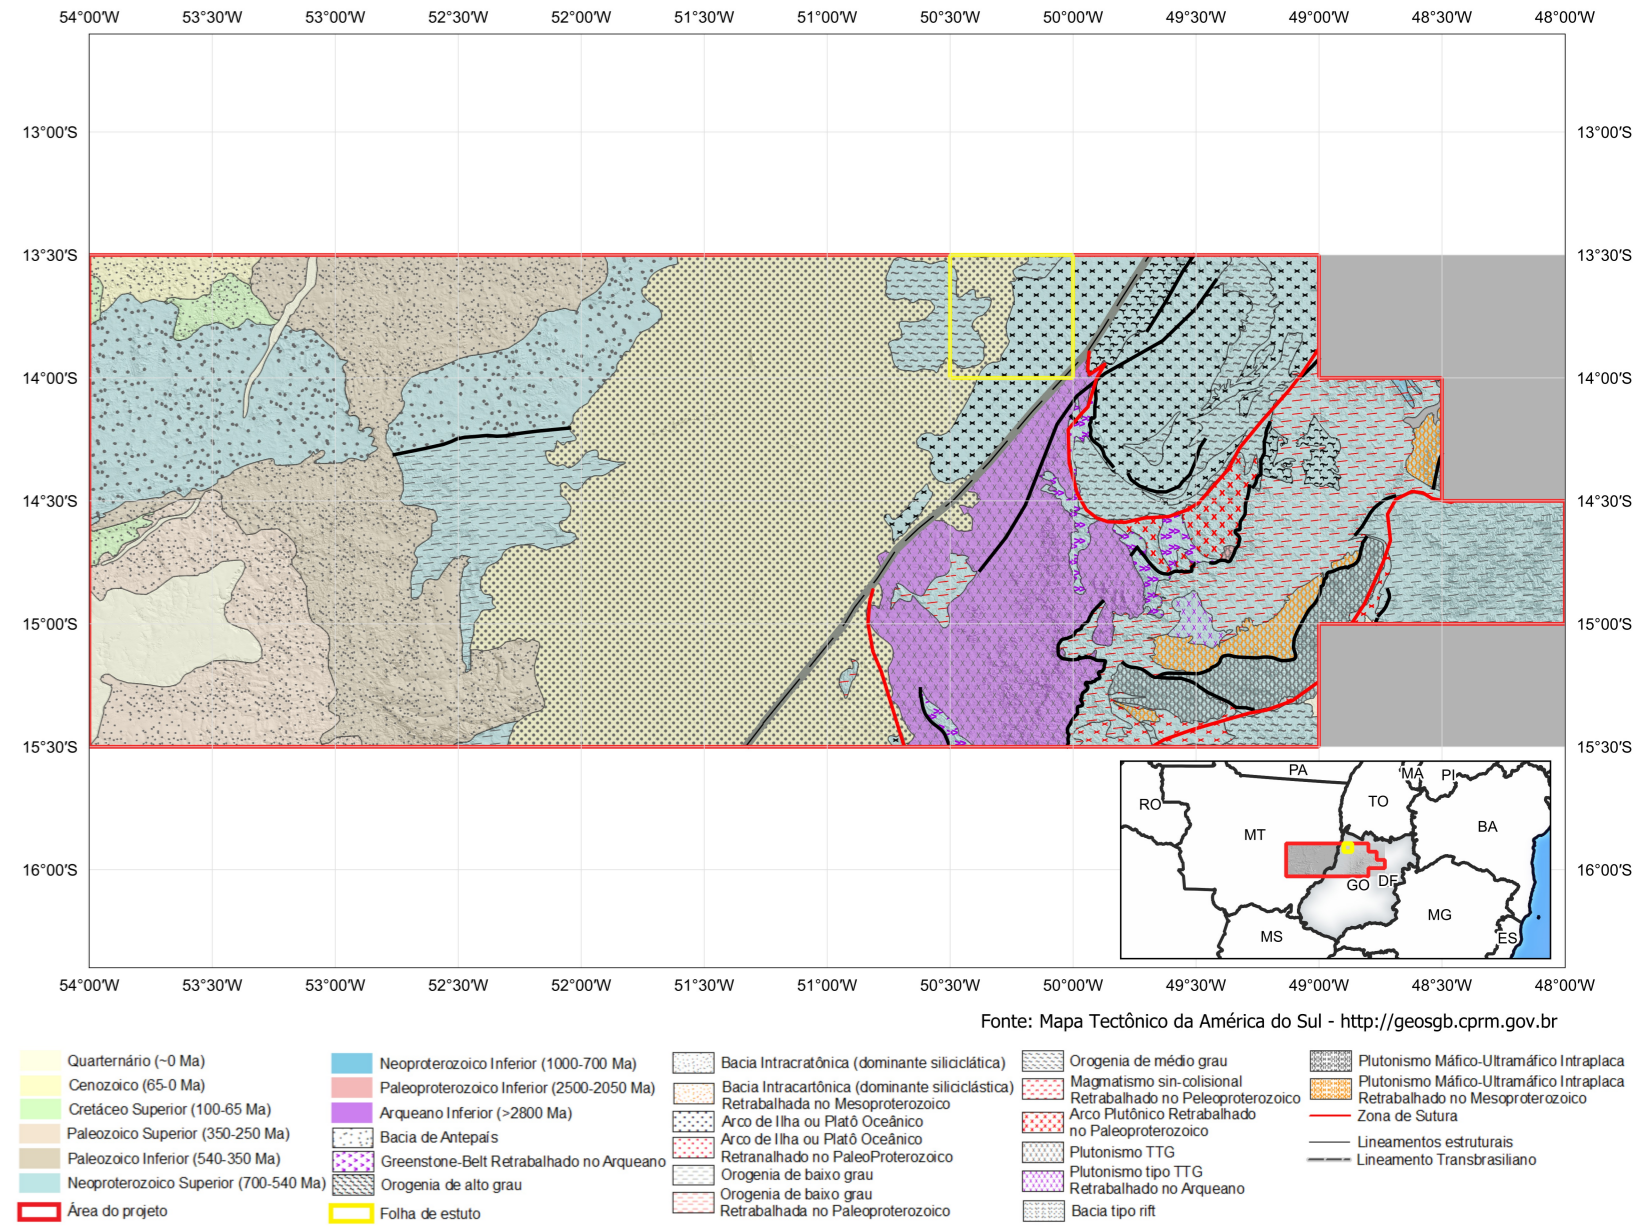 54°00'W 53°30'W 53°00'W 52°30'W 52°00'W 51°30'W 51°00'W 50°30'W 50°00'W 49°30'W 49°00'W 48°30'W 48°00'W
13°00'S 13°00'S
13°30'S 13°30'S
14°00'S 14°00'S
14°30'S 14°30'S
15°00'S 15°00'S
15°30'S 15°30'S
16°00'S 16°00'S
PA MA PI
RO TO
MT BA
GO DF
MG
MS ES
54°00'W 53°30'W 53°00'W 52°30'W 52°00'W 51°30'W 51°00'W 50°30'W 50°00'W 49°30'W 49°00'W 48°30'W 48°00'W
Fonte: Mapa Tectônico da América do Sul - http://geosgb.cprm.gov.br
Quarternário (~0 Ma)
Cenozoico (65-0 Ma)
Cretáceo Superior (100-65 Ma)
Paleozoico Superior (350-250 Ma)
Paleozoico Inferior (540-350 Ma)
Neoproterozoico Superior (700-540 Ma)
Área do projeto
Neoproterozoico Inferior (1000-700 Ma)
Paleoproterozoico Inferior (2500-2050 Ma)
Arqueano Inferior (>2800 Ma)
Bacia de Antepaís
Greenstone-Belt Retrabalhado no Arqueano
Orogenia de alto grau
Folha de estuto
Bacia Intracratônica (dominante siliciclática)
Bacia Intracartônica (dominante siliciclástica)
Retrabalhada no Mesoproterozoico
Arco de Ilha ou Platô Oceânico
Arco de Ilha ou Platô Oceânico
Retranalhado no PaleoProterozoico
Orogenia de baixo grau
Orogenia de baixo grau
Retrabalhada no Paleoproterozoico
Orogenia de médio grau
Magmatismo sin-colisional
Retrabalhado no Peleoproterozoico
Arco Plutônico Retrabalhado
no Paleoproterozoico
Plutonismo TTG
Plutonismo tipo TTG
Retrabalhado no Arqueano
Bacia tipo rift
Plutonismo Máfico-Ultramáfico Intraplaca
Plutonismo Máfico-Ultramáfico Intraplaca
Retrabalhado no Mesoproterozoico
Zona de Sutura
Lineamentos estruturais
Lineamento Transbrasiliano